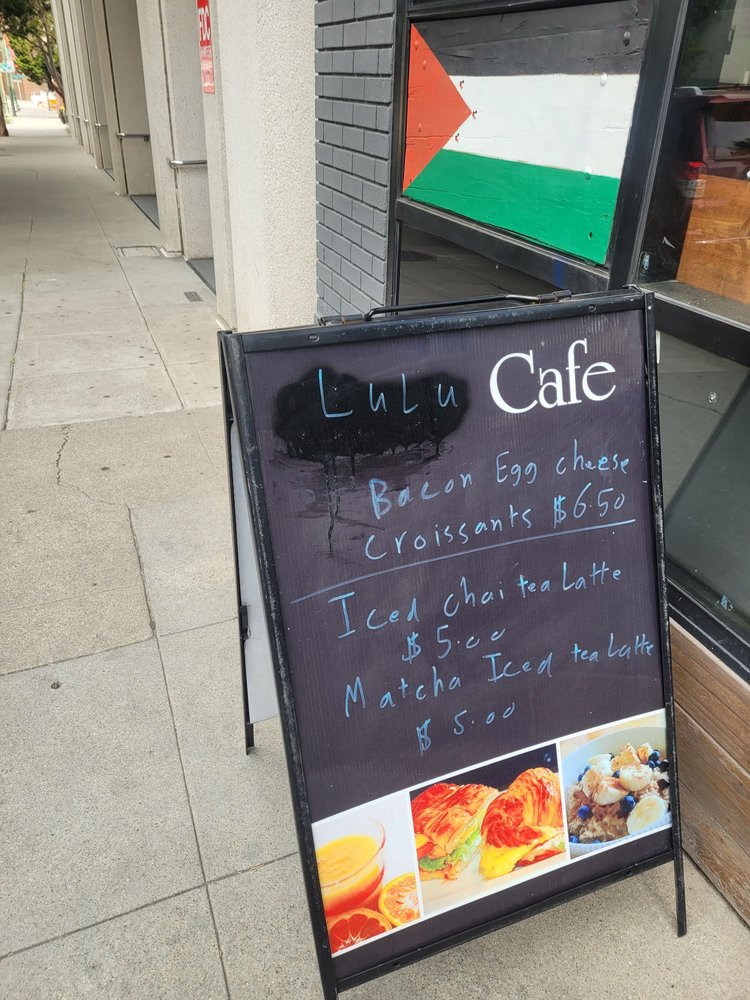 FDC
LuLu Cafe
Bacon Egg cheese
Croissants $6.50
Iced chai tea Latte
$5.00
Matcha Iced tea Latte
$5.00